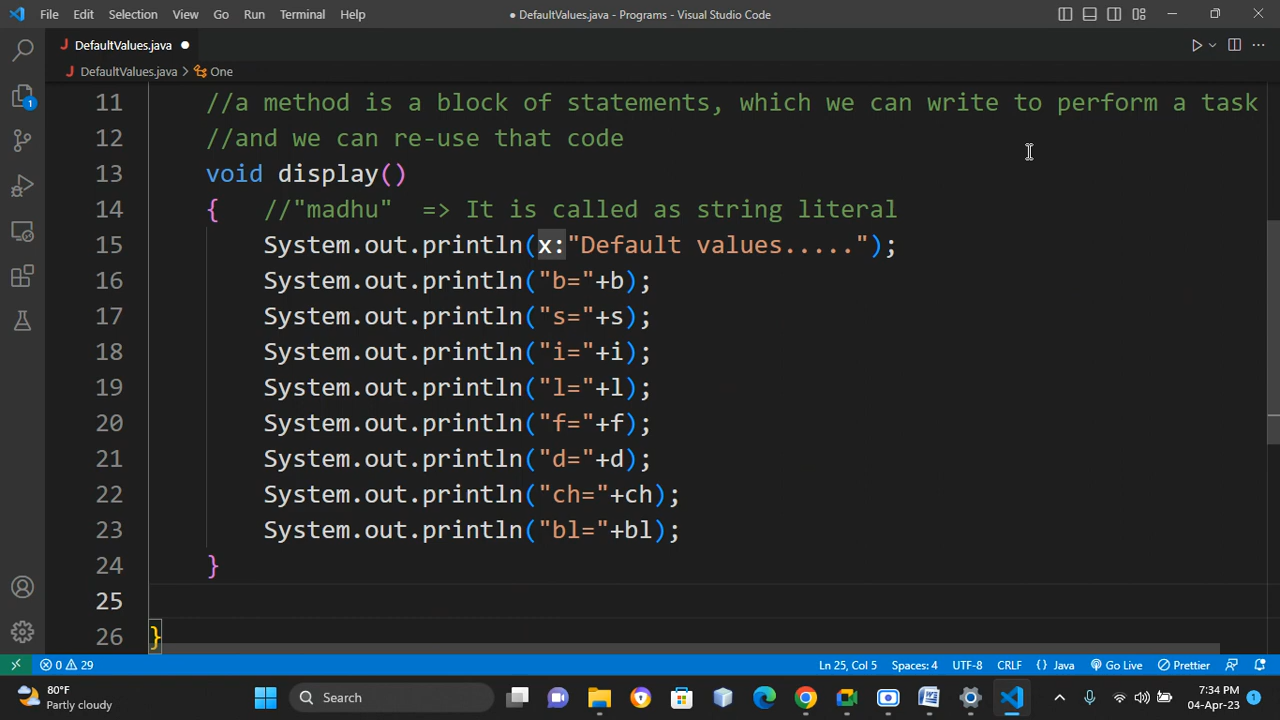 File Edit Selection View Go Run Terminal Help ● DefaultValues.java - Programs - Visual Studio Code
J DefaultValues.java ●
J DefaultValues.java > One
11 //a method is a block of statements, which we can write to perform a task
12 //and we can re-use that code
13 void display()
14 { //"madhu" => It is called as string literal
15 System.out.println(x:"Default values.....");
16 System.out.println("b="+b);
17 System.out.println("s="+s);
18 System.out.println("i="+i);
19 System.out.println("l="+l);
20 System.out.println("f="+f);
21 System.out.println("d="+d);
22 System.out.println("ch="+ch);
23 System.out.println("bl="+bl);
24 }
25
26 }
1
0 29 Ln 25, Col 5 Spaces: 4 UTF-8 CRLF {} Java Go Live Prettier
80°F
Partly cloudy
Search
7:34 PM
04-Apr-23
1